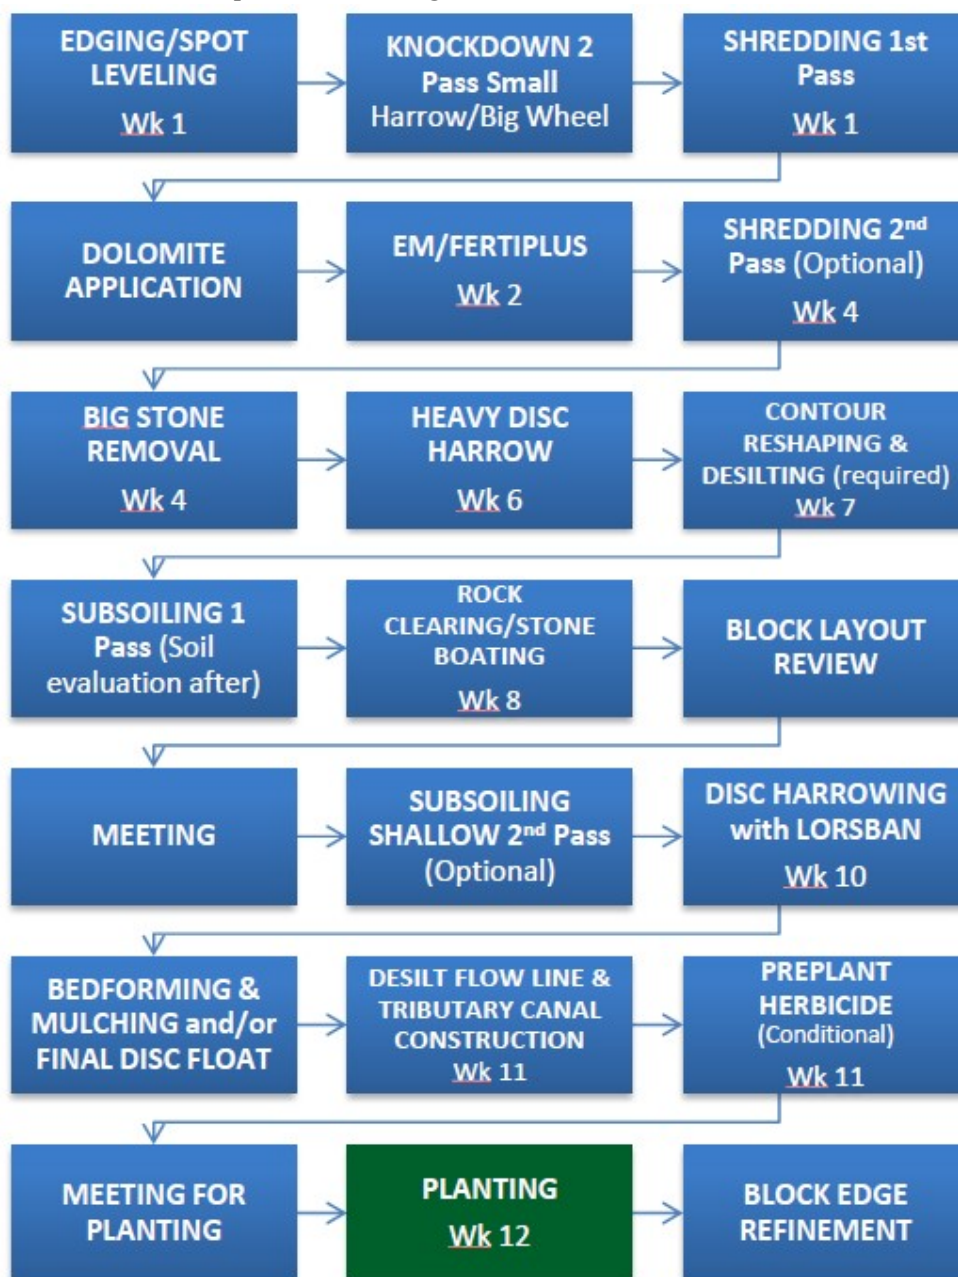 EDGING/SPOT
LEVELING
Wk 1
KNOCKDOWN 2
Pass Small
Harrow/Big Wheel
SHREDDING 1st
Pass
Wk 1
DOLOMITE
APPLICATION
EM/FERTIPLUS
Wk 2
SHREDDING 2nd
Pass (Optional)
Wk 4
BIG STONE
REMOVAL
Wk 4
HEAVY DISC
HARROW
Wk 6
CONTOUR
RESHAPING &
DESILTING (required)
Wk 7
SUBSOILING 1
Pass (Soil
evaluation after)
ROCK
CLEARING/STONE
BOATING
Wk 8
BLOCK LAYOUT
REVIEW
MEETING
SUBSOILING
SHALLOW 2nd Pass
(Optional)
DISC HARROWING
with LORSBAN
Wk 10
BEDFORMING &
MULCHING and/or
FINAL DISC FLOAT
DESILT FLOW LINE &
TRIBUTARY CANAL
CONSTRUCTION
Wk 11
PREPLANT
HERBICIDE
(Conditional)
Wk 11
MEETING FOR
PLANTING
PLANTING
Wk 12
BLOCK EDGE
REFINEMENT